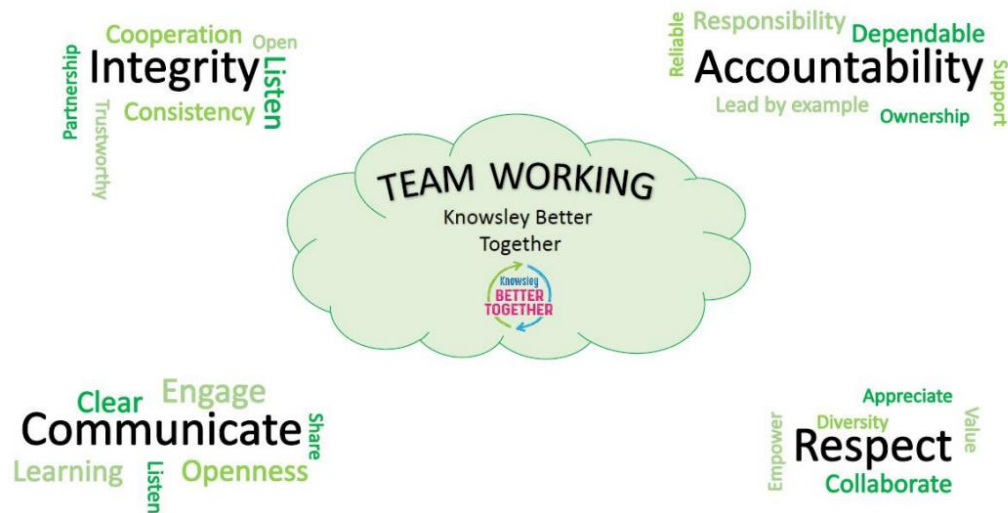 Cooperation
Open
Partnership
Integrity
Listen
Trustworthy
Consistency
Reliable
Responsibility
Dependable
Accountability
Support
Lead by example
Ownership
TEAM WORKING
Knowsley Better
Together
Knowsley
BETTER
TOGETHER
Clear
Engage
Communicate
Share
Learning
Listen
Openness
Appreciate
Empower
Diversity
Value
Respect
Collaborate